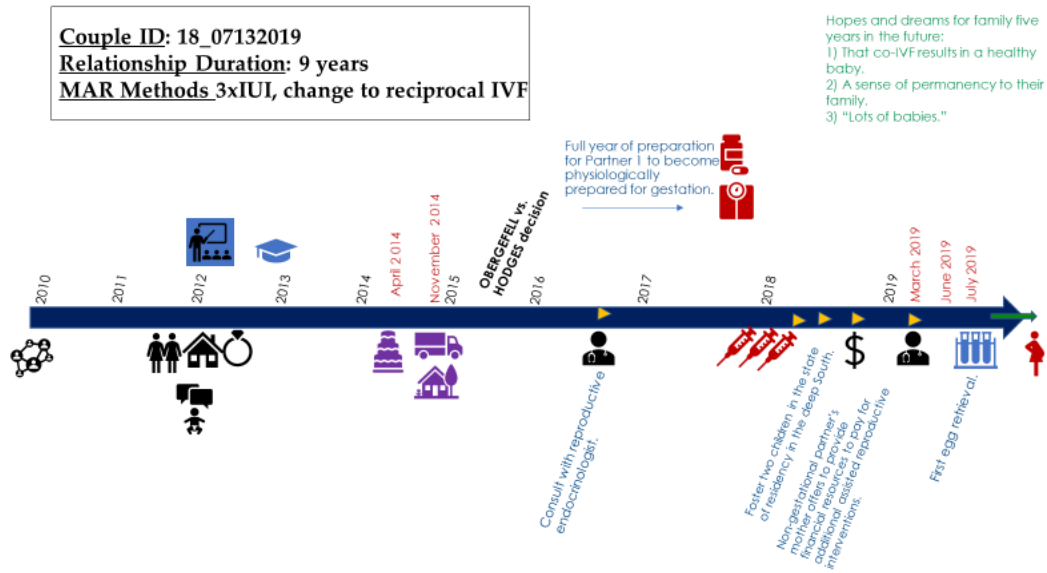 Couple ID: 18_07132019
Relationship Duration: 9 years
MAR Methods 3xIUI, change to reciprocal IVF
Hopes and dreams for family five
years in the future:
1) That co-IVF results in a healthy
baby.
2) A sense of permanency to their
family.
3) “Lots of babies.”
Full year of preparation
for Partner 1 to become
physiologically
prepared for gestation.
2010
2011
2012
2013
2014
April 2014
November 2014
2015
OBERGEFELL vs.
HODGES decision
2016
2017
2018
2019
March 2019
June 2019
July 2019
$
Consult with reproductive
endocrinologist.
Foster two children in the state
of residency in the deep South.
Non-gestational partner's
mother offers to provide
financial resources to pay for
additional assisted reproductive
interventions.
First egg retrieval.